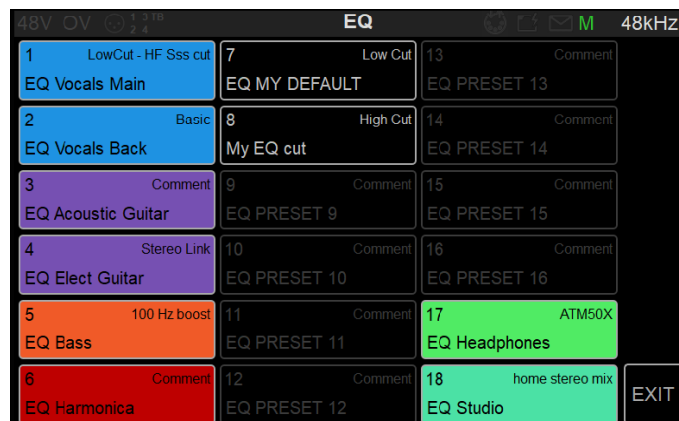 48V OV 1 3 TB EQ M 48kHz
2 4
1 LowCut - HF Sss cut
EQ Vocals Main
2 Basic
EQ Vocals Back
3 Comment
EQ Acoustic Guitar
4 Stereo Link
EQ Elect Guitar
5 100 Hz boost
EQ Bass
6 Comment
EQ Harmonica
7 Low Cut
EQ MY DEFAULT
8 High Cut
My EQ cut
9 Comment
EQ PRESET 9
10 Comment
EQ PRESET 10
11 Comment
EQ PRESET 11
12 Comment
EQ PRESET 12
13 Comment
EQ PRESET 13
14 Comment
EQ PRESET 14
15 Comment
EQ PRESET 15
16 Comment
EQ PRESET 16
17 ATM50X
EQ Headphones
18 home stereo mix
EQ Studio
EXIT